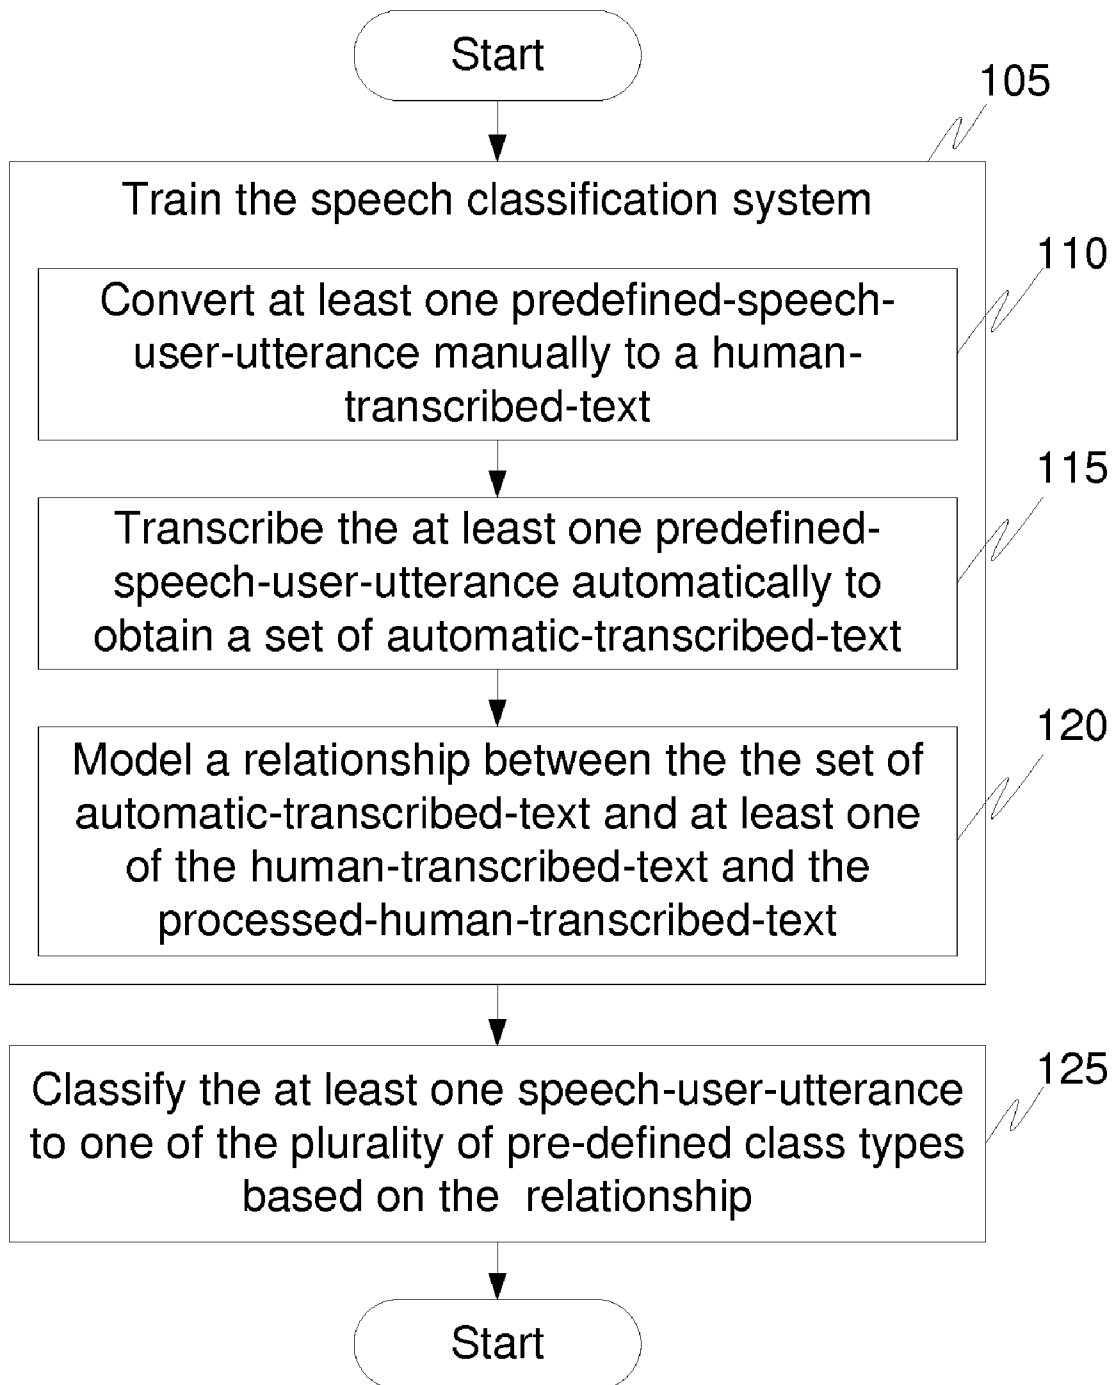 Start
105
Train the speech classification system
110
Convert at least one predefined-speech-
user-utterance manually to a human-
transcribed-text
115
Transcribe the at least one predefined-
speech-user-utterance automatically to
obtain a set of automatic-transcribed-text
120
Model a relationship between the the set of
automatic-transcribed-text and at least one
of the human-transcribed-text and the
processed-human-transcribed-text
125
Classify the at least one speech-user-utterance
to one of the plurality of pre-defined class types
based on the relationship
Start